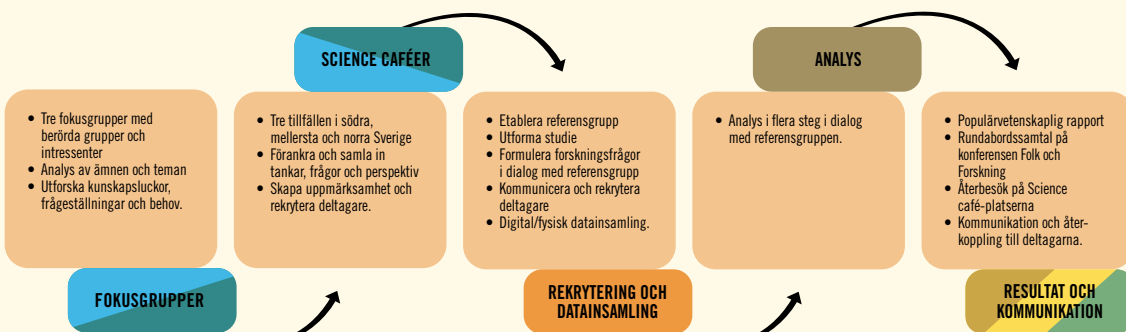 SCIENCE CAFÉER
ANALYS
• Tre fokusgrupper med
berörda grupper och
intressenter
• Analys av ämnen och teman
• Utforska kunskapsluckor,
frågeställningar och behov.
• Tre tillfällen i södra,
mellersta och norra Sverige
• Förankra och samla in
tankar, frågor och perspektiv
• Skapa uppmärksamhet och
rekrytera deltagare.
• Etablera referensgrupp
• Utforma studie
• Formulera forskningsfrågor
i dialog med referensgrupp
• Kommunicera och rekrytera
deltagare
• Digital/fysisk datainsamling.
• Analys i flera steg i dialog
med referensgruppen.
• Populärvetenskaplig rapport
• Rundabordssamtal på
konferensen Folk och
Forskning
• Återbesök på Science
café-platserna
• Kommunikation och åter-
koppling till deltagarna.
FOKUSGRUPPER
REKRYTERING OCH
DATAINSAMLING
RESULTAT OCH
KOMMUNIKATION